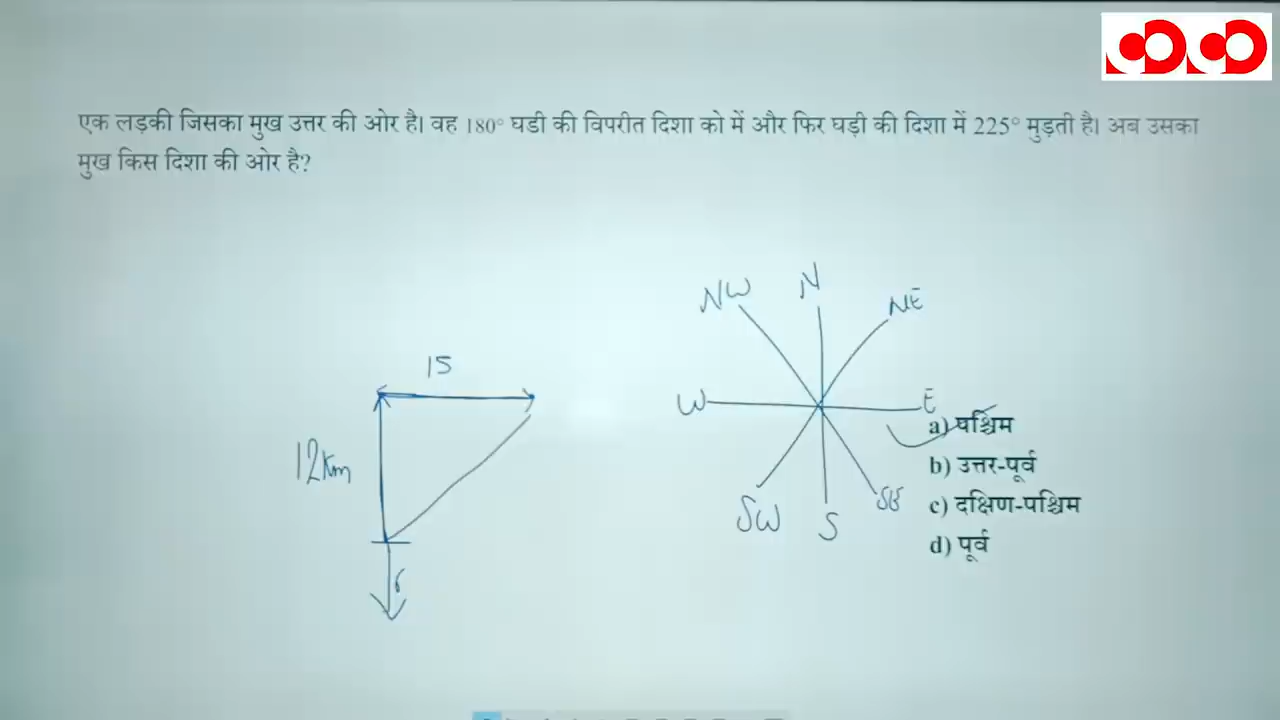 एक लड़की जिसका मुख उत्तर की ओर है। वह 180° घडी की विपरीत दिशा को में और फिर घड़ी की दिशा में 225° मुड़ती है। अब उसका
मुख किस दिशा की ओर है?
N
NW
NE
15
W
E
a) पश्चिम
12Km
b) उत्तर-पूर्व
SE
c) दक्षिण-पश्चिम
SW
S
d) पूर्व